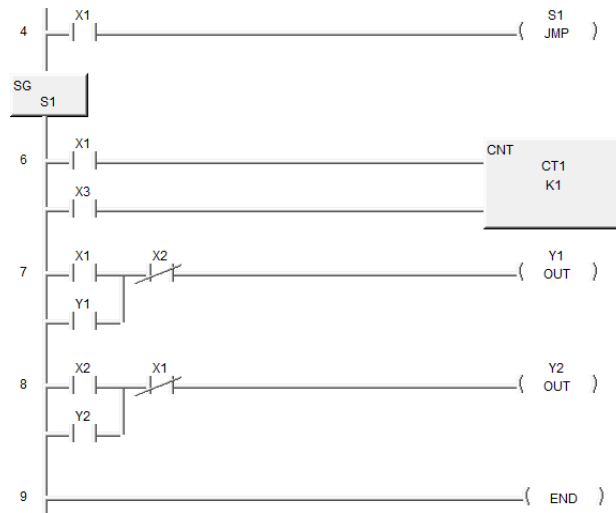 X1
S1
4
JMP
SG
S1
X1
6
CNT
CT1
K1
X3
X1
X2
Y1
7
OUT
Y1
X2
X1
Y2
8
OUT
Y2
9
END